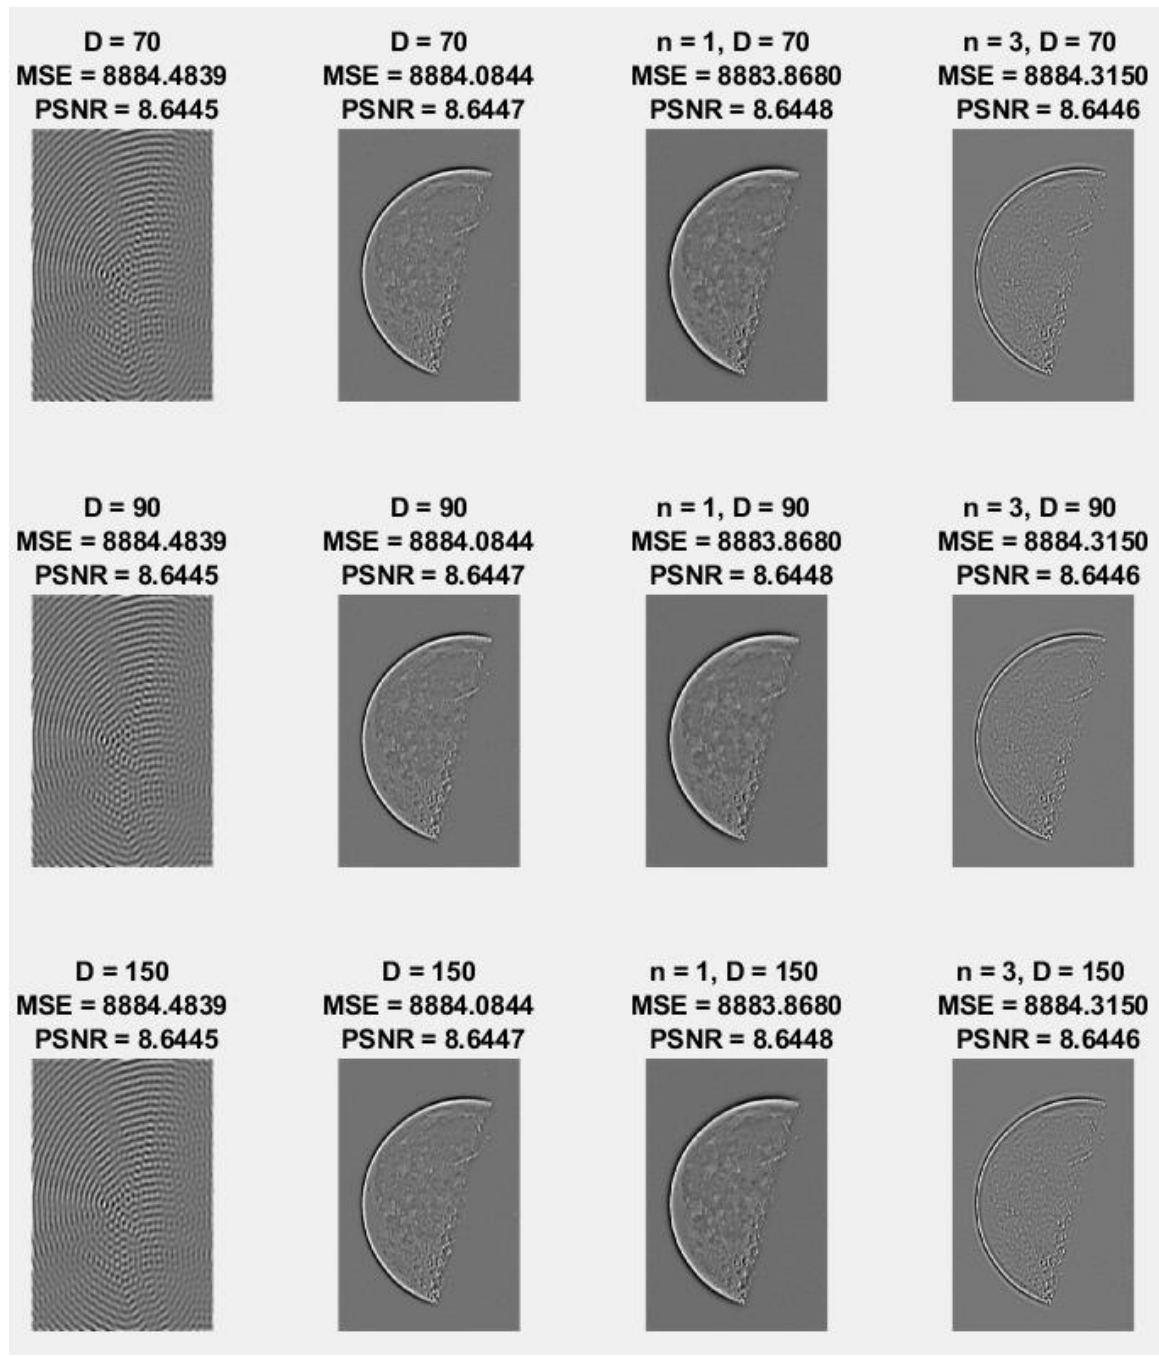 D = 70
MSE = 8884.4839
PSNR = 8.6445
D = 70
MSE = 8884.0844
PSNR = 8.6447
n = 1, D = 70
MSE = 8883.8680
PSNR = 8.6448
n = 3, D = 70
MSE = 8884.3150
PSNR = 8.6446
D = 90
MSE = 8884.4839
PSNR = 8.6445
D = 90
MSE = 8884.0844
PSNR = 8.6447
n = 1, D = 90
MSE = 8883.8680
PSNR = 8.6448
n = 3, D = 90
MSE = 8884.3150
PSNR = 8.6446
D = 150
MSE = 8884.4839
PSNR = 8.6445
D = 150
MSE = 8884.0844
PSNR = 8.6447
n = 1, D = 150
MSE = 8883.8680
PSNR = 8.6448
n = 3, D = 150
MSE = 8884.3150
PSNR = 8.6446